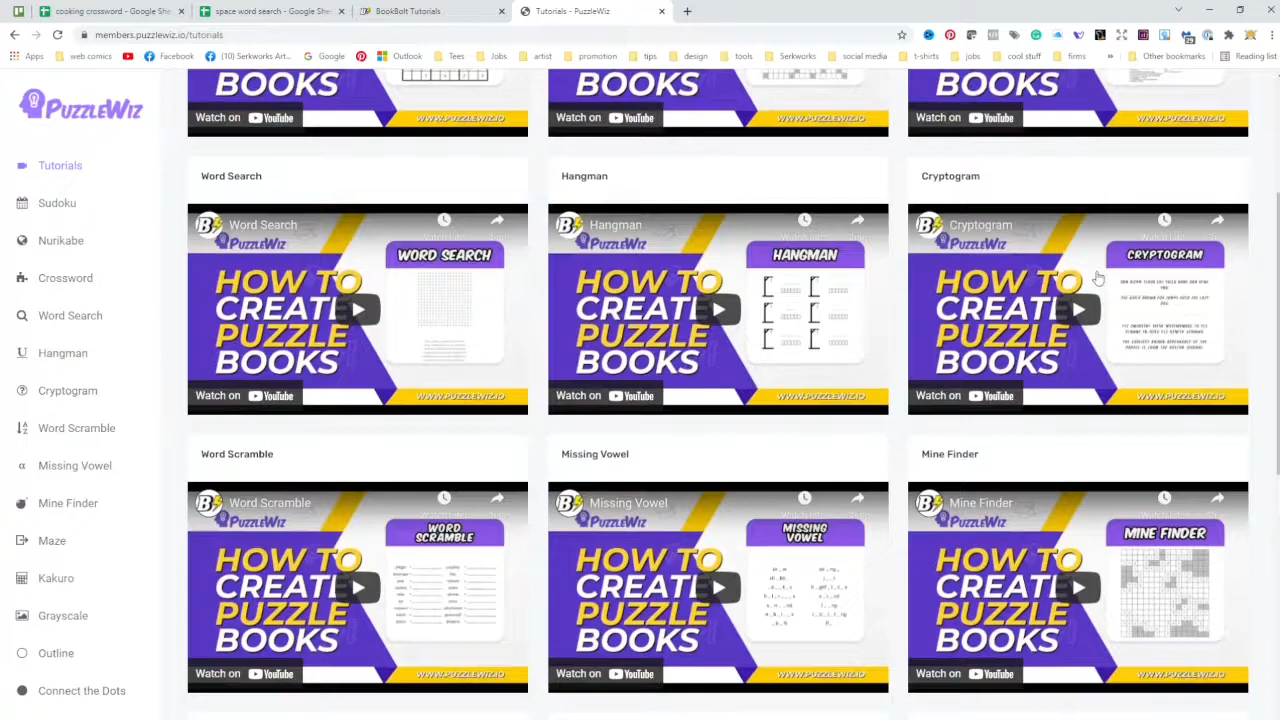 cooking crossword - Google She
space word search - Google She
BookBolt Tutorials
Tutorials - PuzzleWiz
members.puzzlewiz.io/tutorials
Apps
web comics
Facebook
(10) Serkworks Art...
Google
Pinterest
Outlook
Tees
Jobs
artist
promotion
tips
design
tools
Serkworks
social media
t-shirts
jobs
cool stuff
firms
»
Other bookmarks
Reading list
PUZZLEWIZ
Tutorials
Sudoku
Nurikabe
Crossword
Word Search
Hangman
Cryptogram
Word Scramble
Missing Vowel
Mine Finder
Maze
Kakuro
Grayscale
Outline
Connect the Dots
BOOKS
Watch on YouTube
WWW.PUZZLEWIZ.IO
BOOKS
Watch on YouTube
WWW.PUZZLEWIZ.IO
BOOKS
Watch on YouTube
WWW.PUZZLEWIZ.IO
Word Search
Word Search
PUZZLEWIZ
WORD SEARCH
HOW TO
CREATE
PUZZLE
BOOKS
Watch on YouTube
WWW.PUZZLEWIZ.IO
Hangman
Hangman
PUZZLEWIZ
HANGMAN
HOW TO
CREATE
PUZZLE
BOOKS
Watch on YouTube
WWW.PUZZLEWIZ.IO
Cryptogram
Cryptogram
PUZZLEWIZ
CRYPTOGRAM
HOW TO
CREATE
PUZZLE
BOOKS
Watch on YouTube
WWW.PUZZLEWIZ.IO
Word Scramble
Word Scramble
PUZZLEWIZ
WORD
SCRAMBLE
HOW TO
CREATE
PUZZLE
BOOKS
Watch on YouTube
WWW.PUZZLEWIZ.IO
Missing Vowel
Missing Vowel
PUZZLEWIZ
MISSING
VOWEL
HOW TO
CREATE
PUZZLE
BOOKS
Watch on YouTube
WWW.PUZZLEWIZ.IO
Mine Finder
Mine Finder
PUZZLEWIZ
MINE FINDER
HOW TO
CREATE
PUZZLE
BOOKS
Watch on YouTube
WWW.PUZZLEWIZ.IO